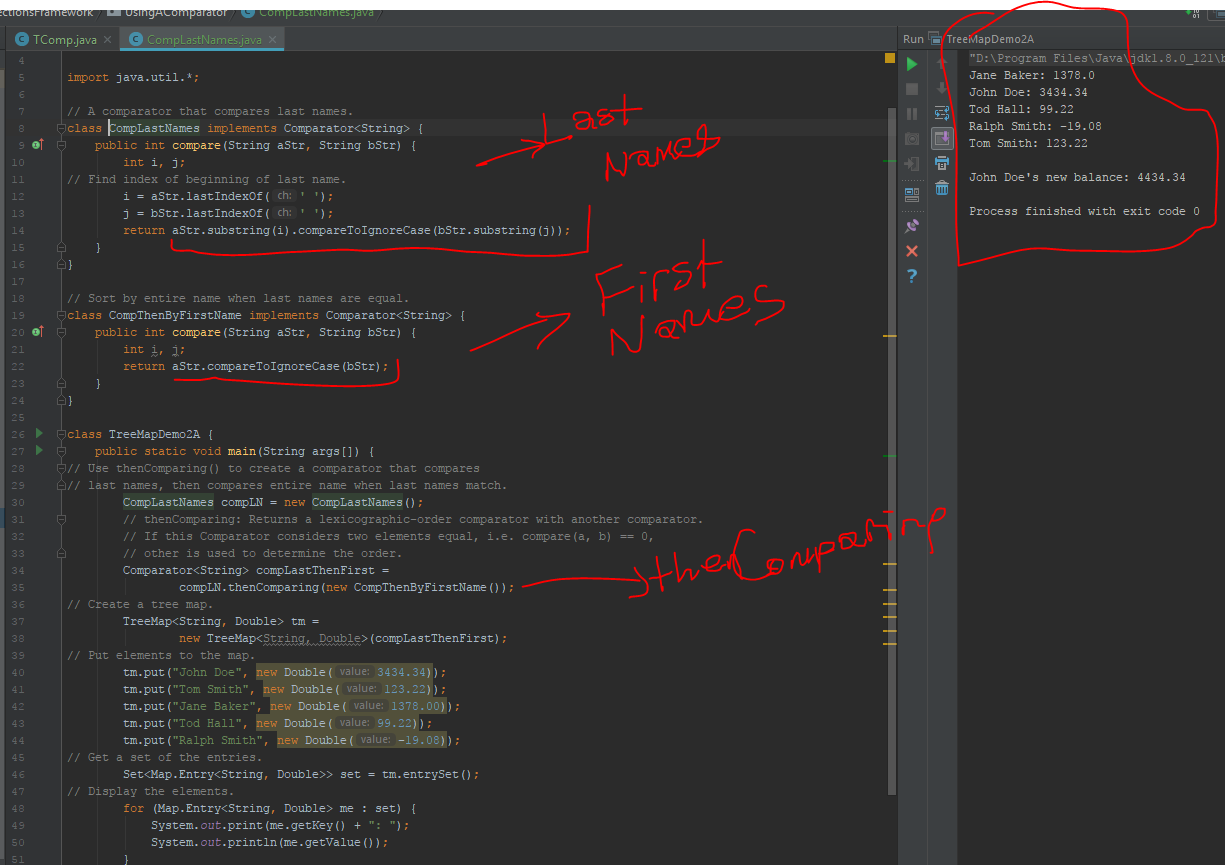 ctionsFramework UsingAComparator CompLastNames.java
TComp.java CompLastNames.java
4
5 import java.util.*;
6
7 // A comparator that compares last names.
8 class CompLastNames implements Comparator<String> {
9 public int compare(String aStr, String bStr) {
10 int i, j;
11 // Find index of beginning of last name.
12 i = aStr.lastIndexOf( ch: ' ');
13 j = bStr.lastIndexOf( ch: ' ');
14 return aStr.substring(i).compareToIgnoreCase(bStr.substring(j));
15 }
16 }
17
18 // Sort by entire name when last names are equal.
19 class CompThenByFirstName implements Comparator<String> {
20 public int compare(String aStr, String bStr) {
21 int i, j;
22 return aStr.compareToIgnoreCase(bStr);
23 }
24 }
25
26 class TreeMapDemo2A {
27 public static void main(String args[]) {
28 // Use thenComparing() to create a comparator that compares
29 // last names, then compares entire name when last names match.
30 CompLastNames compLN = new CompLastNames();
31 // thenComparing: Returns a lexicographic-order comparator with another comparator.
32 // If this Comparator considers two elements equal, i.e. compare(a, b) == 0,
33 // other is used to determine the order.
34 Comparator<String> compLastThenFirst =
35 compLN.thenComparing(new CompThenByFirstName());
36 // Create a tree map.
37 TreeMap<String, Double> tm =
38 new TreeMap<String, Double>(compLastThenFirst);
39 // Put elements to the map.
40 tm.put("John Doe", new Double( value: 3434.34));
41 tm.put("Tom Smith", new Double( value: 123.22));
42 tm.put("Jane Baker", new Double( value: 1378.00));
43 tm.put("Tod Hall", new Double( value: 99.22));
44 tm.put("Ralph Smith", new Double( value: -19.08));
45 // Get a set of the entries.
46 Set<Map.Entry<String, Double>> set = tm.entrySet();
47 // Display the elements.
48 for (Map.Entry<String, Double> me : set) {
49 System.out.print(me.getKey() + ": ");
50 System.out.println(me.getValue());
51 }
Last
Names
First
Names
thenComparing
Run TreeMapDemo2A
"D:\Program Files\Java\jdk1.8.0_121\b
Jane Baker: 1378.0
John Doe: 3434.34
Tod Hall: 99.22
Ralph Smith: -19.08
Tom Smith: 123.22
John Doe's new balance: 4434.34
Process finished with exit code 0